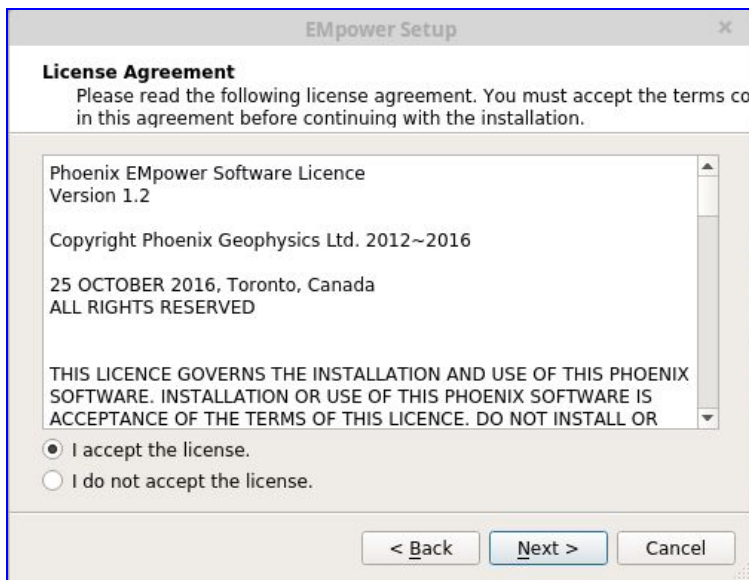 EMpower Setup
License Agreement
Please read the following license agreement. You must accept the terms co
in this agreement before continuing with the installation.
Phoenix EMpower Software Licence
Version 1.2
Copyright Phoenix Geophysics Ltd. 2012~2016
25 OCTOBER 2016, Toronto, Canada
ALL RIGHTS RESERVED
THIS LICENCE GOVERNS THE INSTALLATION AND USE OF THIS PHOENIX
SOFTWARE. INSTALLATION OR USE OF THIS PHOENIX SOFTWARE IS
ACCEPTANCE OF THE TERMS OF THIS LICENCE. DO NOT INSTALL OR
I accept the license.
I do not accept the license.
< Back Next > Cancel